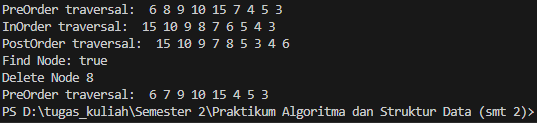 PreOrder traversal:  6 8 9 10 15 7 4 5 3
InOrder traversal:  15 10 9 8 7 6 5 4 3
PostOrder traversal:  15 10 9 7 8 5 3 4 6
Find Node: true
Delete Node 8
PreOrder traversal:  6 7 9 10 15 4 5 3
PS D:\tugas_kuliah\Semester 2\Praktikum Algoritma dan Struktur Data (smt 2)>